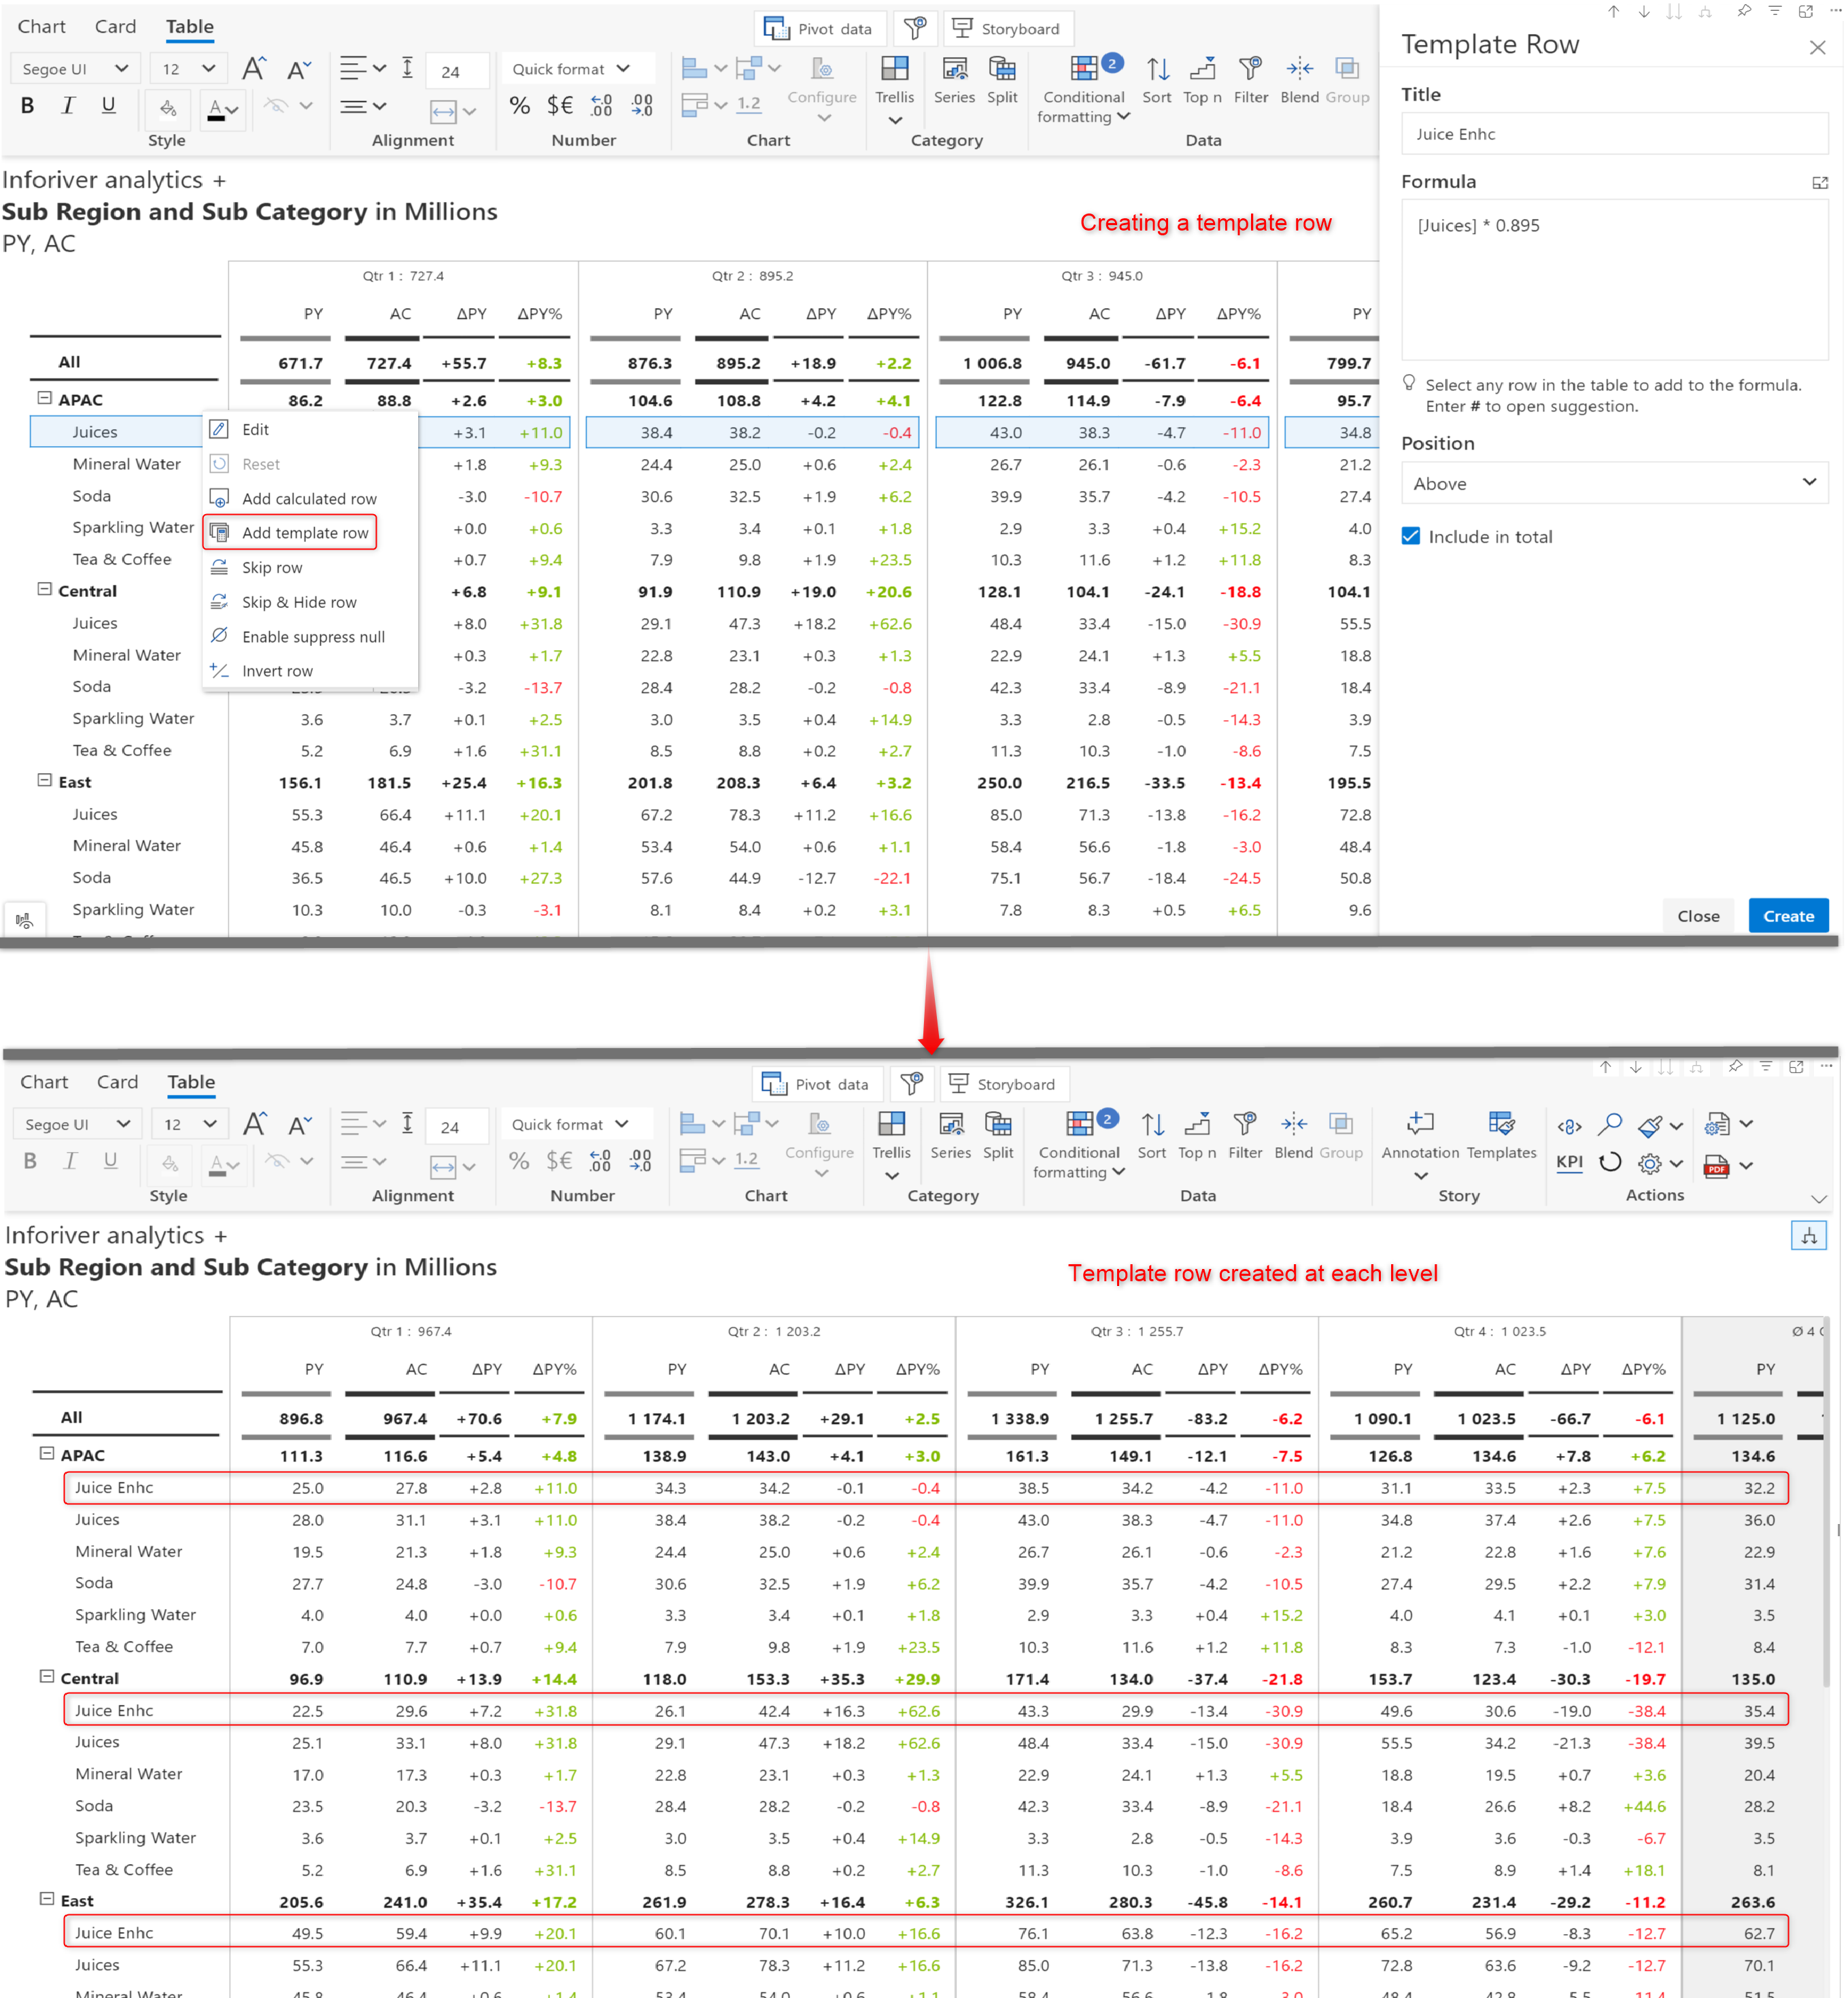 Chart Card Table Pivot data Storyboard
Segoe UI 12 A A 24 Quick format Configure Trellis Series Split Conditional formatting 2 Sort Top n Filter Blend Group
B I U A % $€ .0 .00 .00 .0 1.2
Style Alignment Number Chart Category Data
Inforiver analytics +
Sub Region and Sub Category in Millions
PY, AC
Creating a template row
Qtr 1 : 727.4 Qtr 2 : 895.2 Qtr 3 : 945.0
PY AC ΔPY ΔPY% PY AC ΔPY ΔPY% PY AC ΔPY ΔPY% PY
All 671.7 727.4 +55.7 +8.3 876.3 895.2 +18.9 +2.2 1 006.8 945.0 -61.7 -6.1 799.7
APAC 86.2 88.8 +2.6 +3.0 104.6 108.8 +4.2 +4.1 122.8 114.9 -7.9 -6.4 95.7
Juices +3.1 +11.0 38.4 38.2 -0.2 -0.4 43.0 38.3 -4.7 -11.0 34.8
Mineral Water +1.8 +9.3 24.4 25.0 +0.6 +2.4 26.7 26.1 -0.6 -2.3 21.2
Soda -3.0 -10.7 30.6 32.5 +1.9 +6.2 39.9 35.7 -4.2 -10.5 27.4
Sparkling Water +0.0 +0.6 3.3 3.4 +0.1 +1.8 2.9 3.3 +0.4 +15.2 4.0
Tea & Coffee +0.7 +9.4 7.9 9.8 +1.9 +23.5 10.3 11.6 +1.2 +11.8 8.3
Central +6.8 +9.1 91.9 110.9 +19.0 +20.6 128.1 104.1 -24.1 -18.8 104.1
Juices +8.0 +31.8 29.1 47.3 +18.2 +62.6 48.4 33.4 -15.0 -30.9 55.5
Mineral Water +0.3 +1.7 22.8 23.1 +0.3 +1.3 22.9 24.1 +1.3 +5.5 18.8
Soda -3.2 -13.7 28.4 28.2 -0.2 -0.8 42.3 33.4 -8.9 -21.1 18.4
Sparkling Water 3.6 3.7 +0.1 +2.5 3.0 3.5 +0.4 +14.9 3.3 2.8 -0.5 -14.3 3.9
Tea & Coffee 5.2 6.9 +1.6 +31.1 8.5 8.8 +0.2 +2.7 11.3 10.3 -1.0 -8.6 7.5
East 156.1 181.5 +25.4 +16.3 201.8 208.3 +6.4 +3.2 250.0 216.5 -33.5 -13.4 195.5
Juices 55.3 66.4 +11.1 +20.1 67.2 78.3 +11.2 +16.6 85.0 71.3 -13.8 -16.2 72.8
Mineral Water 45.8 46.4 +0.6 +1.4 53.4 54.0 +0.6 +1.1 58.4 56.6 -1.8 -3.0 48.4
Soda 36.5 46.5 +10.0 +27.3 57.6 44.9 -12.7 -22.1 75.1 56.7 -18.4 -24.5 50.8
Sparkling Water 10.3 10.0 -0.3 -3.1 8.1 8.4 +0.2 +3.1 7.8 8.3 +0.5 +6.5 9.6
Edit
Reset
Add calculated row
Add template row
Skip row
Skip & Hide row
Enable suppress null
Invert row
Template Row
Title
Juice Enhc
Formula
[Juices] * 0.895
Select any row in the table to add to the formula.
Enter # to open suggestion.
Position
Above
Include in total
Close Create
Chart Card Table Pivot data Storyboard
Segoe UI 12 A A 24 Quick format Configure Trellis Series Split Conditional formatting 2 Sort Top n Filter Blend Group Annotation Templates
B I U A % $€ .0 .00 .00 .0 1.2 KPI PDF
Style Alignment Number Chart Category Data Story Actions
Inforiver analytics +
Sub Region and Sub Category in Millions
PY, AC
Template row created at each level
Qtr 1 : 967.4 Qtr 2 : 1 203.2 Qtr 3 : 1 255.7 Qtr 4 : 1 023.5 Ø 4
PY AC ΔPY ΔPY% PY AC ΔPY ΔPY% PY AC ΔPY ΔPY% PY AC ΔPY ΔPY% PY
All 896.8 967.4 +70.6 +7.9 1 174.1 1 203.2 +29.1 +2.5 1 338.9 1 255.7 -83.2 -6.2 1 090.1 1 023.5 -66.7 -6.1 1 125.0
APAC 111.3 116.6 +5.4 +4.8 138.9 143.0 +4.1 +3.0 161.3 149.1 -12.1 -7.5 126.8 134.6 +7.8 +6.2 134.6
Juice Enhc 25.0 27.8 +2.8 +11.0 34.3 34.2 -0.1 -0.4 38.5 34.2 -4.2 -11.0 31.1 33.5 +2.3 +7.5 32.2
Juices 28.0 31.1 +3.1 +11.0 38.4 38.2 -0.2 -0.4 43.0 38.3 -4.7 -11.0 34.8 37.4 +2.6 +7.5 36.0
Mineral Water 19.5 21.3 +1.8 +9.3 24.4 25.0 +0.6 +2.4 26.7 26.1 -0.6 -2.3 21.2 22.8 +1.6 +7.6 22.9
Soda 27.7 24.8 -3.0 -10.7 30.6 32.5 +1.9 +6.2 39.9 35.7 -4.2 -10.5 27.4 29.5 +2.2 +7.9 31.4
Sparkling Water 4.0 4.0 +0.0 +0.6 3.3 3.4 +0.1 +1.8 2.9 3.3 +0.4 +15.2 4.0 4.1 +0.1 +3.0 3.5
Tea & Coffee 7.0 7.7 +0.7 +9.4 7.9 9.8 +1.9 +23.5 10.3 11.6 +1.2 +11.8 8.3 7.3 -1.0 -12.1 8.4
Central 96.9 110.9 +13.9 +14.4 118.0 153.3 +35.3 +29.9 171.4 134.0 -37.4 -21.8 153.7 123.4 -30.3 -19.7 135.0
Juice Enhc 22.5 29.6 +7.2 +31.8 26.1 42.4 +16.3 +62.6 43.3 29.9 -13.4 -30.9 49.6 30.6 -19.0 -38.4 35.4
Juices 25.1 33.1 +8.0 +31.8 29.1 47.3 +18.2 +62.6 48.4 33.4 -15.0 -30.9 55.5 34.2 -21.3 -38.4 39.5
Mineral Water 17.0 17.3 +0.3 +1.7 22.8 23.1 +0.3 +1.3 22.9 24.1 +1.3 +5.5 18.8 19.5 +0.7 +3.6 20.4
Soda 23.5 20.3 -3.2 -13.7 28.4 28.2 -0.2 -0.8 42.3 33.4 -8.9 -21.1 18.4 26.6 +8.2 +44.6 28.2
Sparkling Water 3.6 3.7 +0.1 +2.5 3.0 3.5 +0.4 +14.9 3.3 2.8 -0.5 -14.3 3.9 3.6 -0.3 -6.7 3.5
Tea & Coffee 5.2 6.9 +1.6 +31.1 8.5 8.8 +0.2 +2.7 11.3 10.3 -1.0 -8.6 7.5 8.9 +1.4 +18.1 8.1
East 205.6 241.0 +35.4 +17.2 261.9 278.3 +16.4 +6.3 326.1 280.3 -45.8 -14.1 260.7 231.4 -29.2 -11.2 263.6
Juice Enhc 49.5 59.4 +9.9 +20.1 60.1 70.1 +10.0 +16.6 76.1 63.8 -12.3 -16.2 65.2 56.9 -8.3 -12.7 62.7
Juices 55.3 66.4 +11.1 +20.1 67.2 78.3 +11.2 +16.6 85.0 71.3 -13.8 -16.2 72.8 63.6 -9.2 -12.7 70.1
Mineral Water